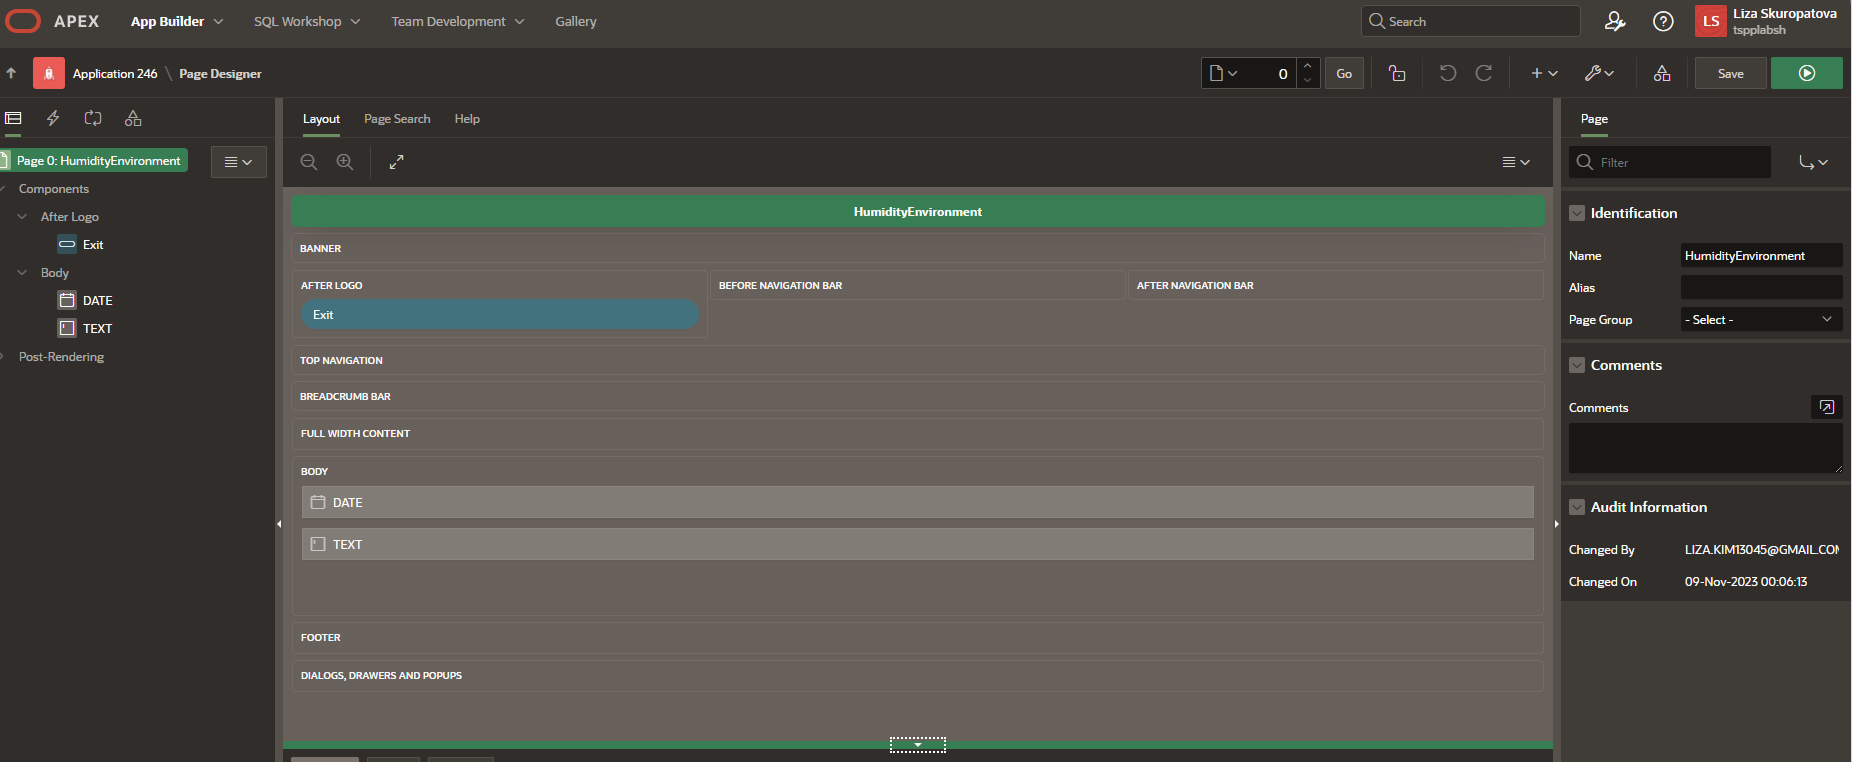 APEX App Builder SQL Workshop Team Development Gallery Search LS Liza Skuropatova
tspplabsh
Application 246 \ Page Designer 0 Go Save
Layout Page Search Help
Page
Page 0: HumidityEnvironment
Components
After Logo
Exit
Body
DATE
TEXT
Post-Rendering
HumidityEnvironment
BANNER
AFTER LOGO BEFORE NAVIGATION BAR AFTER NAVIGATION BAR
Exit
TOP NAVIGATION
BREADCRUMB BAR
FULL WIDTH CONTENT
BODY
DATE
TEXT
FOOTER
DIALOGS, DRAWERS AND POPUPS
Filter
Identification
Name HumidityEnvironment
Alias
Page Group - Select -
Comments
Comments
Audit Information
Changed By LIZA.KIM13045@GMAIL.COM
Changed On 09-Nov-2023 00:06:13